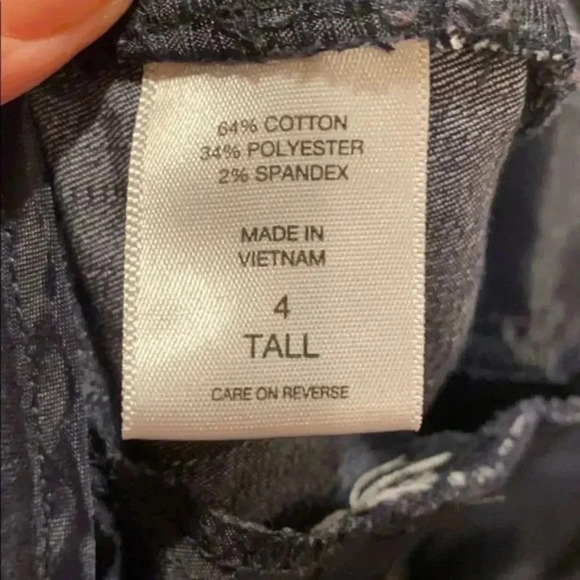 64% COTTON
34% POLYESTER
2% SPANDEX
MADE IN
VIETNAM
4
TALL
CARE ON REVERSE